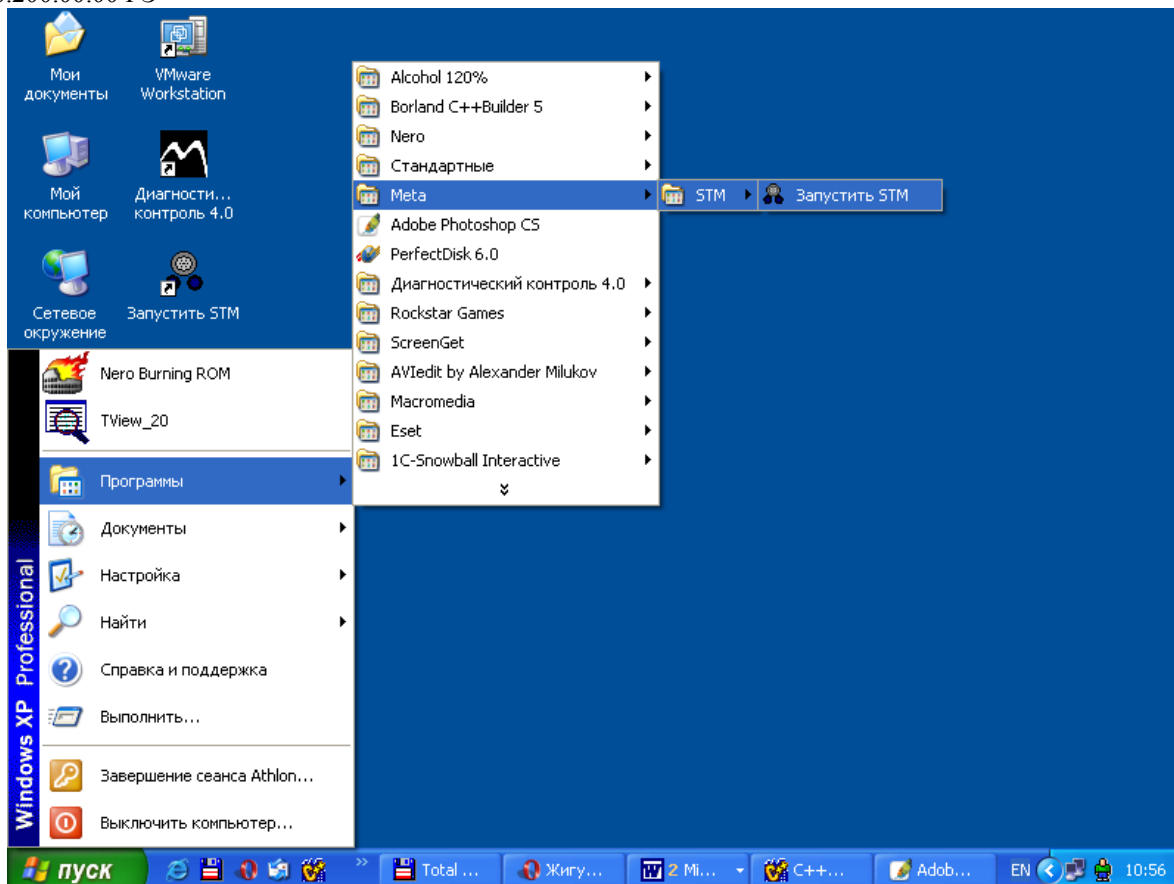 Мои
документы
VMware
Workstation
Мой
компьютер
Диагности...
контроль 4.0
Сетевое
окружение
Запустить STM
Alcohol 120%
Borland C++Builder 5
Nero
Стандартные
Meta
Adobe Photoshop CS
PerfectDisk 6.0
Диагностический контроль 4.0
Rockstar Games
ScreenGet
AVIedit by Alexander Milukov
Macromedia
Eset
1C-Snowball Interactive
STM
Запустить STM
Nero Burning ROM
TView_20
Программы
Документы
Настройка
Найти
Справка и поддержка
Выполнить...
Завершение сеанса Athlon...
Выключить компьютер...
Windows XP Professional
пуск
Total ...
Жигу...
2 Mi...
C++...
Adob...
EN
10:56